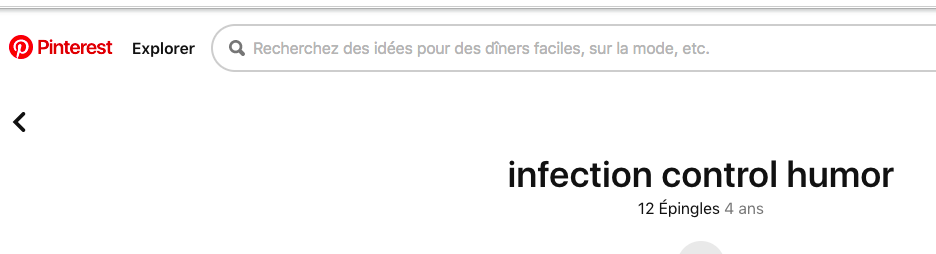 Pinterest Explorer Recherchez des idées pour des dîners faciles, sur la mode, etc.
infection control humor
12 Épingles 4 ans